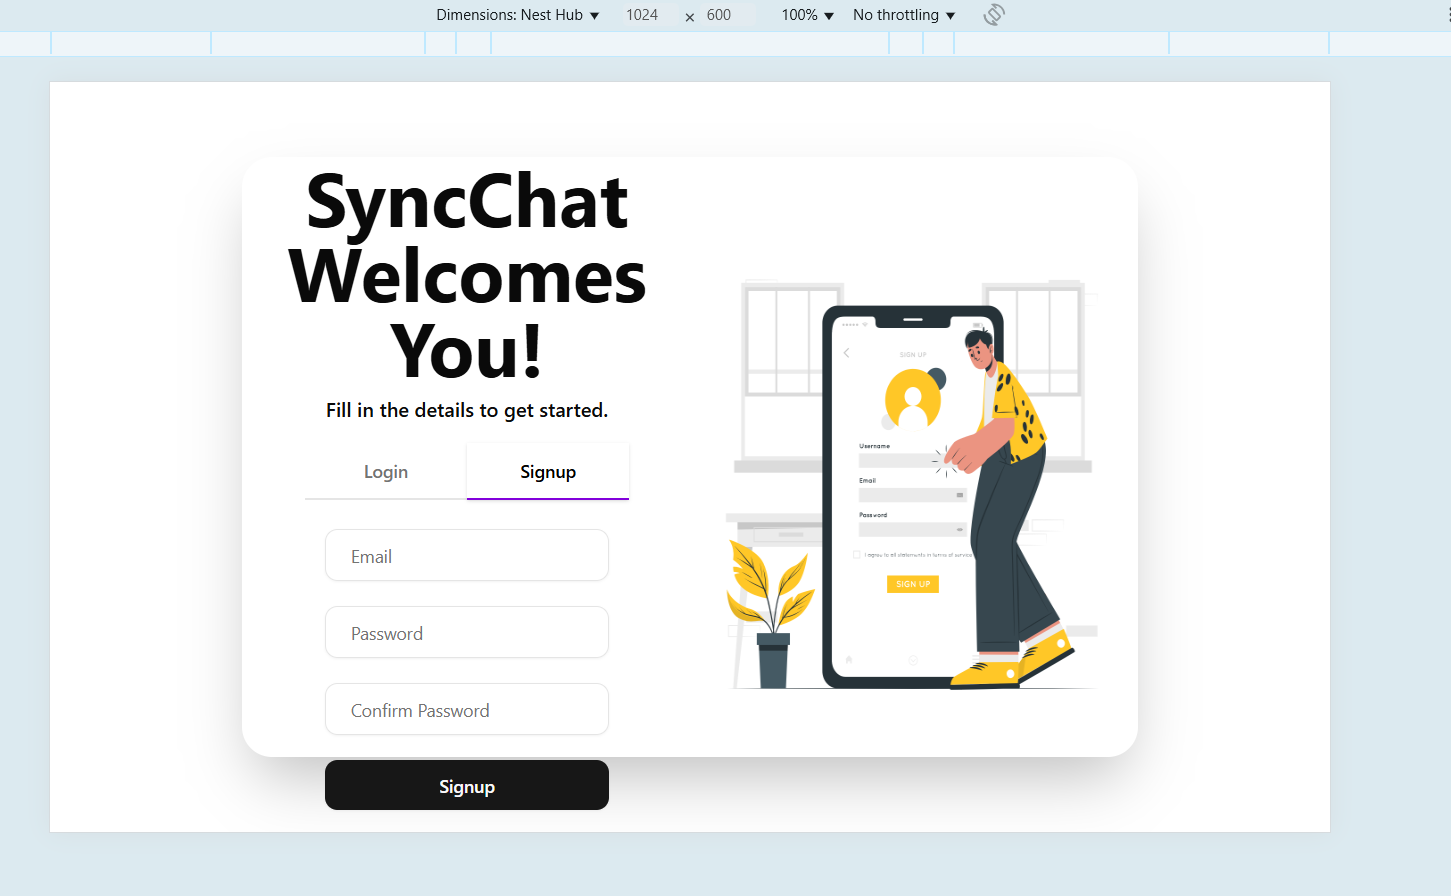 Dimensions: Nest Hub ▼ 1024 × 600 100% ▼ No throttling ▼
SyncChat
Welcomes
You!
Fill in the details to get started.
Login Signup
Email
Password
Confirm Password
Signup
SIGN UP
Username
Email
Password
I agree to all statements in terms of service
SIGN UP